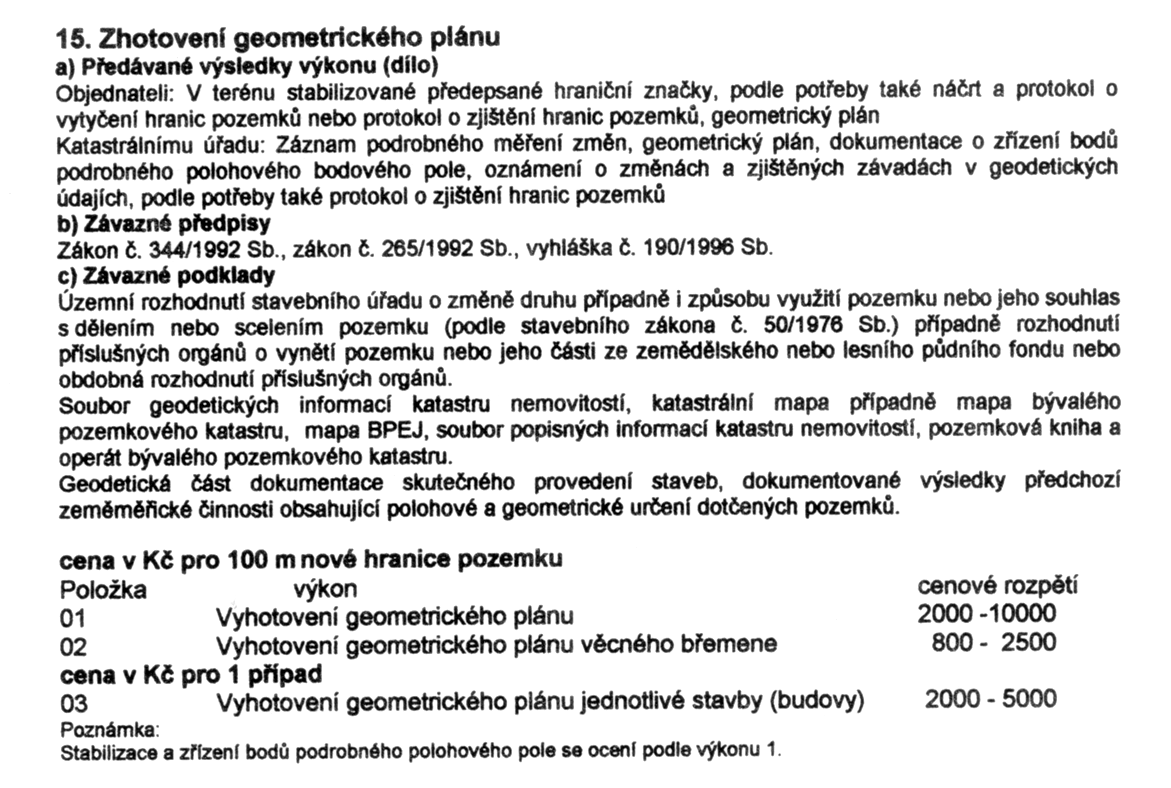 15. Zhotovení geometrického plánu
a) Předávané výsledky výkonu (dílo)
Objednateli: V terénu stabilizované předepsané hraniční značky, podle potřeby také náčrt a protokol o
vytyčení hranic pozemků nebo protokol o zjištění hranic pozemků, geometrický plán
Katastrálnímu úřadu: Záznam podrobného měření změn, geometrický plán, dokumentace o zřízení bodů
podrobného polohového bodového pole, oznámení o změnách a zjištěných závadách v geodetických
údajích, podle potřeby také protokol o zjištění hranic pozemků
b) Závazné předpisy
Zákon č. 344/1992 Sb., zákon č. 265/1992 Sb., vyhláška č. 190/1996 Sb.
c) Závazné podklady
Územní rozhodnutí stavebního úřadu o změně druhu případně i způsobu využití pozemku nebo jeho souhlas
s dělením nebo scelením pozemku (podle stavebního zákona č. 50/1976 Sb.) případně rozhodnutí
příslušných orgánů o vynětí pozemku nebo jeho části ze zemědělského nebo lesního půdního fondu nebo
obdobná rozhodnutí příslušných orgánů.
Soubor geodetických informací katastru nemovitostí, katastrální mapa případně mapa bývalého
pozemkového katastru, mapa BPEJ, soubor popisných informací katastru nemovitostí, pozemková kniha a
operát bývalého pozemkového katastru.
Geodetická část dokumentace skutečného provedení staveb, dokumentované výsledky předchozí
zeměměřické činnosti obsahující polohové a geometrické určení dotčených pozemků.
cena v Kč pro 100 m nové hranice pozemku
Položka výkon cenové rozpětí
01 Vyhotovení geometrického plánu 2000 -10000
02 Vyhotovení geometrického plánu věcného břemene 800 - 2500
cena v Kč pro 1 případ
03 Vyhotovení geometrického plánu jednotlivé stavby (budovy) 2000 - 5000
Poznámka:
Stabilizace a zřízení bodů podrobného polohového pole se ocení podle výkonu 1.